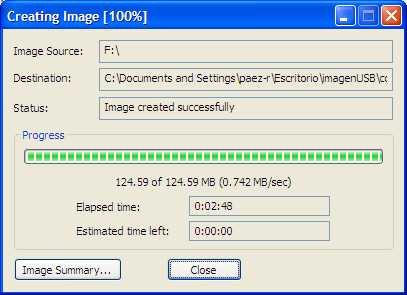 Creating Image [100%]
Image Source: F:\
Destination: C:\Documents and Settings\paez-r\Escritorio\imagenUSB\cc
Status: Image created successfully
Progress
124.59 of 124.59 MB (0.742 MB/sec)
Elapsed time: 0:02:48
Estimated time left: 0:00:00
Image Summary... Close